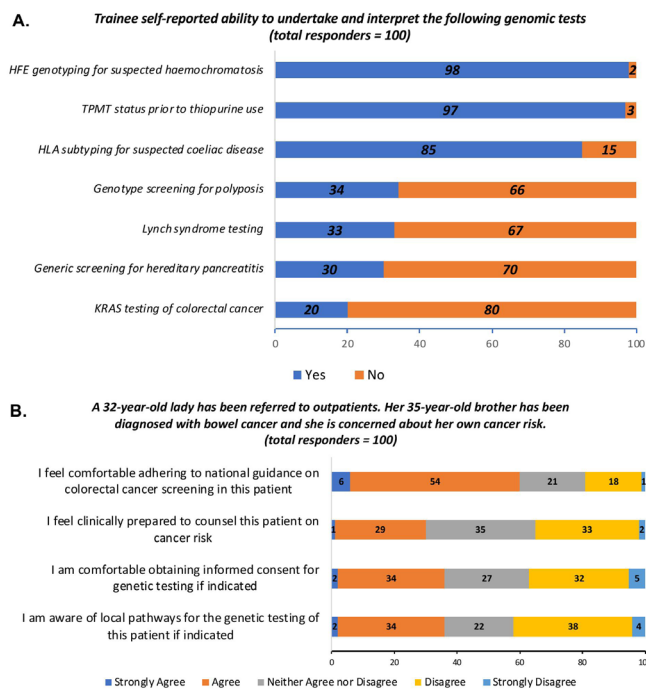 A.
Trainee self-reported ability to undertake and interpret the following genomic tests
(total responders = 100)
HFE genotyping for suspected haemochromatosis
98
2
TPMT status prior to thiopurine use
97
3
HLA subtyping for suspected coeliac disease
85
15
Genotype screening for polyposis
34
66
Lynch syndrome testing
33
67
Generic screening for hereditary pancreatitis
30
70
KRAS testing of colorectal cancer
20
80
0 20 40 60 80 100
Yes No
B.
A 32-year-old lady has been referred to outpatients. Her 35-year-old brother has been
diagnosed with bowel cancer and she is concerned about her own cancer risk.
(total responders = 100)
I feel comfortable adhering to national guidance on
colorectal cancer screening in this patient
6 54 21 18 1
I feel clinically prepared to counsel this patient on
cancer risk
1 29 35 33 2
I am comfortable obtaining informed consent for
genetic testing if indicated
2 34 27 32 5
I am aware of local pathways for the genetic testing of
this patient if indicated
2 34 22 38 4
0 20 40 60 80 100
Strongly Agree Agree Neither Agree nor Disagree Disagree Strongly Disagree